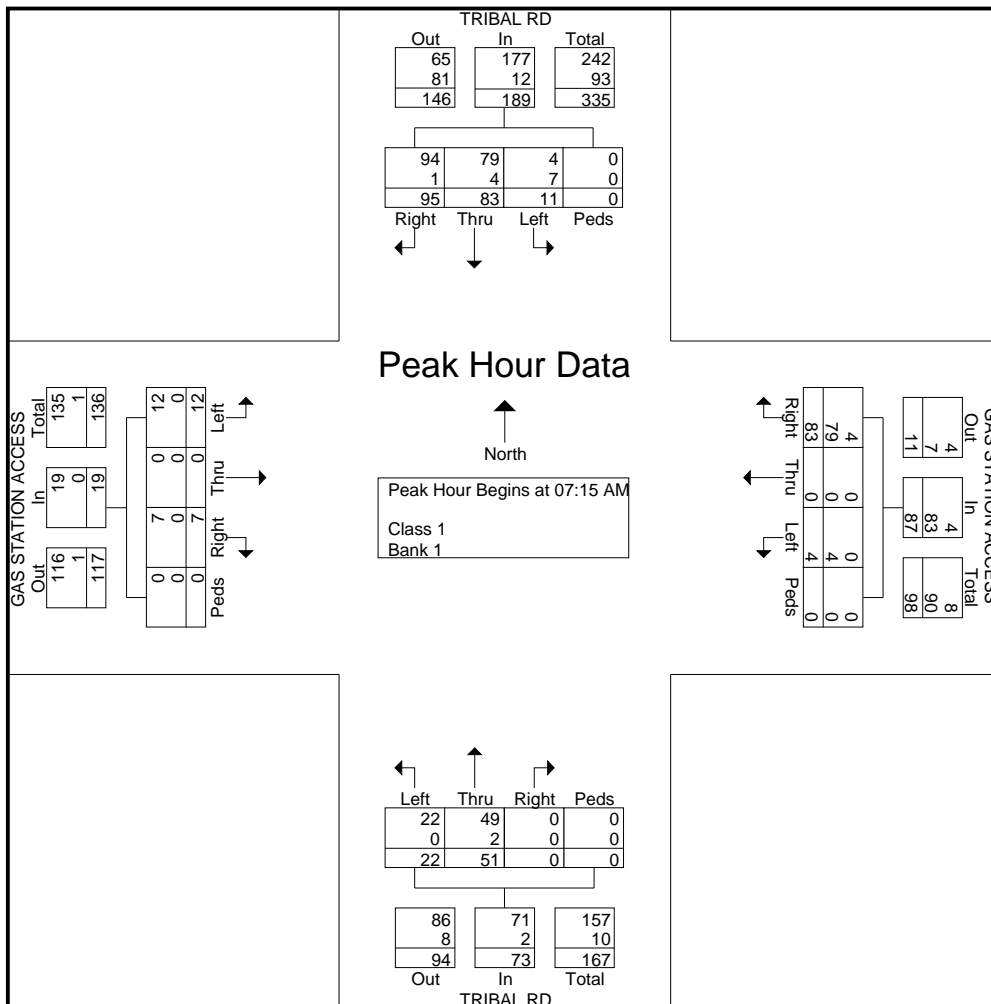 TRIBAL RD
Out In Total
65 177 242
81 12 93
146 189 335
94 79 4 0
1 4 7 0
95 83 11 0
Right Thru Left Peds
Peak Hour Data
North
Peak Hour Begins at 07:15 AM
Class 1
Bank 1
GAS STATION ACCESS
Out In Total
116 19 135
1 0 1
117 19 136
Left Thru Right Peds
12 0 7 0
0 0 0 0
12 0 7 0
GAS STATION ACCESS
Out In Total
4 4 8
7 83 90
11 87 98
Right Thru Left Peds
4 0 0 0
79 0 4 0
83 0 4 0
Left Thru Right Peds
22 49 0 0
0 2 0 0
22 51 0 0
86 71 157
8 2 10
94 73 167
Out In Total
TRIBAL RD